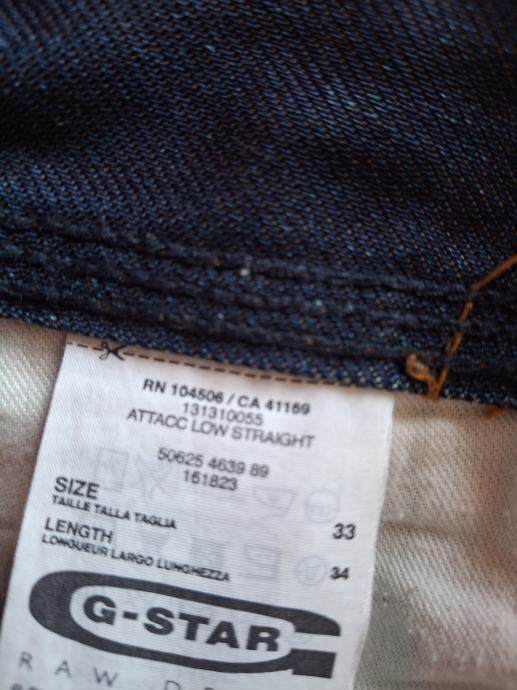 RN 104506 / CA 41169
131310055
ATTACC LOW STRAIGHT
50625 4639 89
161823
SIZE 33
TAILLE TALLA TAGLIA
LENGTH 34
LONGUEUR LARGO LUNGHEZZA
G-STAR
RAW